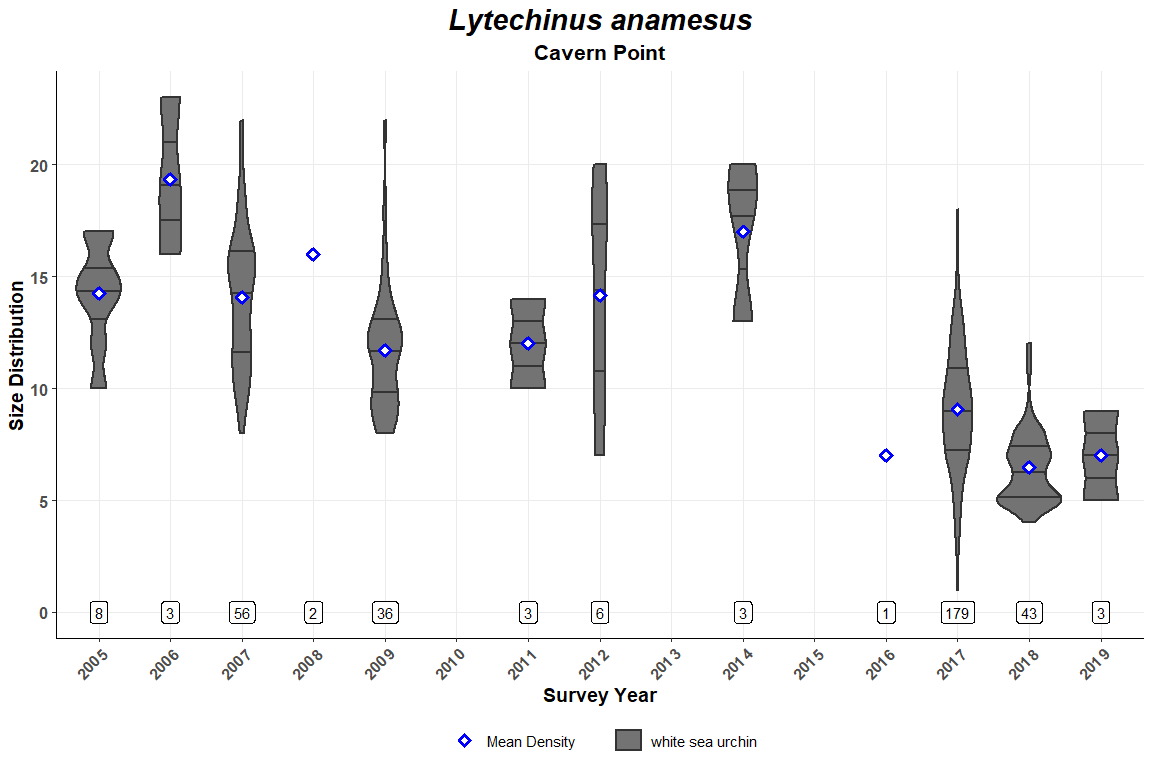 Lytechinus anamesus
Cavern Point
Size Distribution
20
15
10
5
0
8 3 56 2 36 3 6 3 1 179 43 3
2005 2006 2007 2008 2009 2010 2011 2012 2013 2014 2015 2016 2017 2018 2019
Survey Year
Mean Density white sea urchin